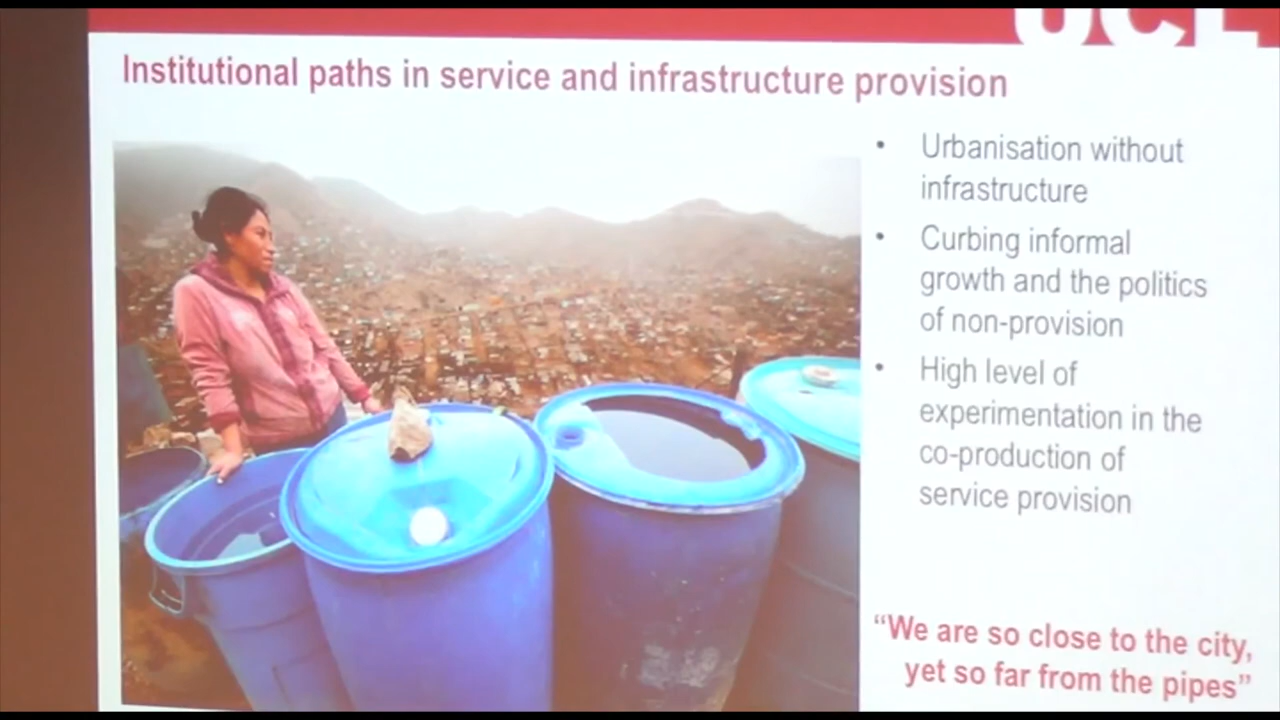 UCL
Institutional paths in service and infrastructure provision
• Urbanisation without
infrastructure
• Curbing informal
growth and the politics
of non-provision
• High level of
experimentation in the
co-production of
service provision
“We are so close to the city,
yet so far from the pipes”